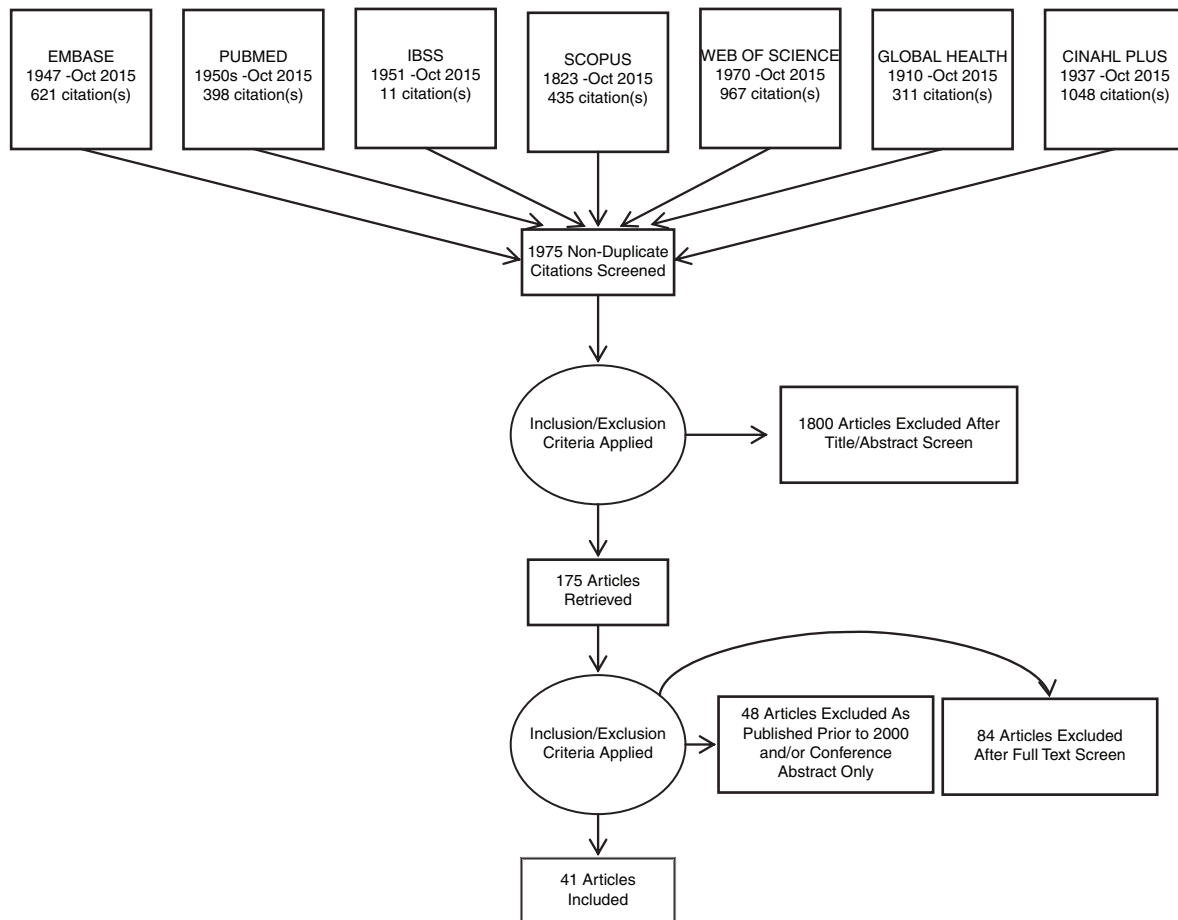 EMBASE
1947 -Oct 2015
621 citation(s)
PUBMED
1950s -Oct 2015
398 citation(s)
IBSS
1951 -Oct 2015
11 citation(s)
SCOPUS
1823 -Oct 2015
435 citation(s)
WEB OF SCIENCE
1970 -Oct 2015
967 citation(s)
GLOBAL HEALTH
1910 -Oct 2015
311 citation(s)
CINAHL PLUS
1937 -Oct 2015
1048 citation(s)
1975 Non-Duplicate
Citations Screened
Inclusion/Exclusion
Criteria Applied
1800 Articles Excluded After
Title/Abstract Screen
175 Articles
Retrieved
Inclusion/Exclusion
Criteria Applied
48 Articles Excluded As
Published Prior to 2000
and/or Conference
Abstract Only
84 Articles Excluded
After Full Text Screen
41 Articles
Included